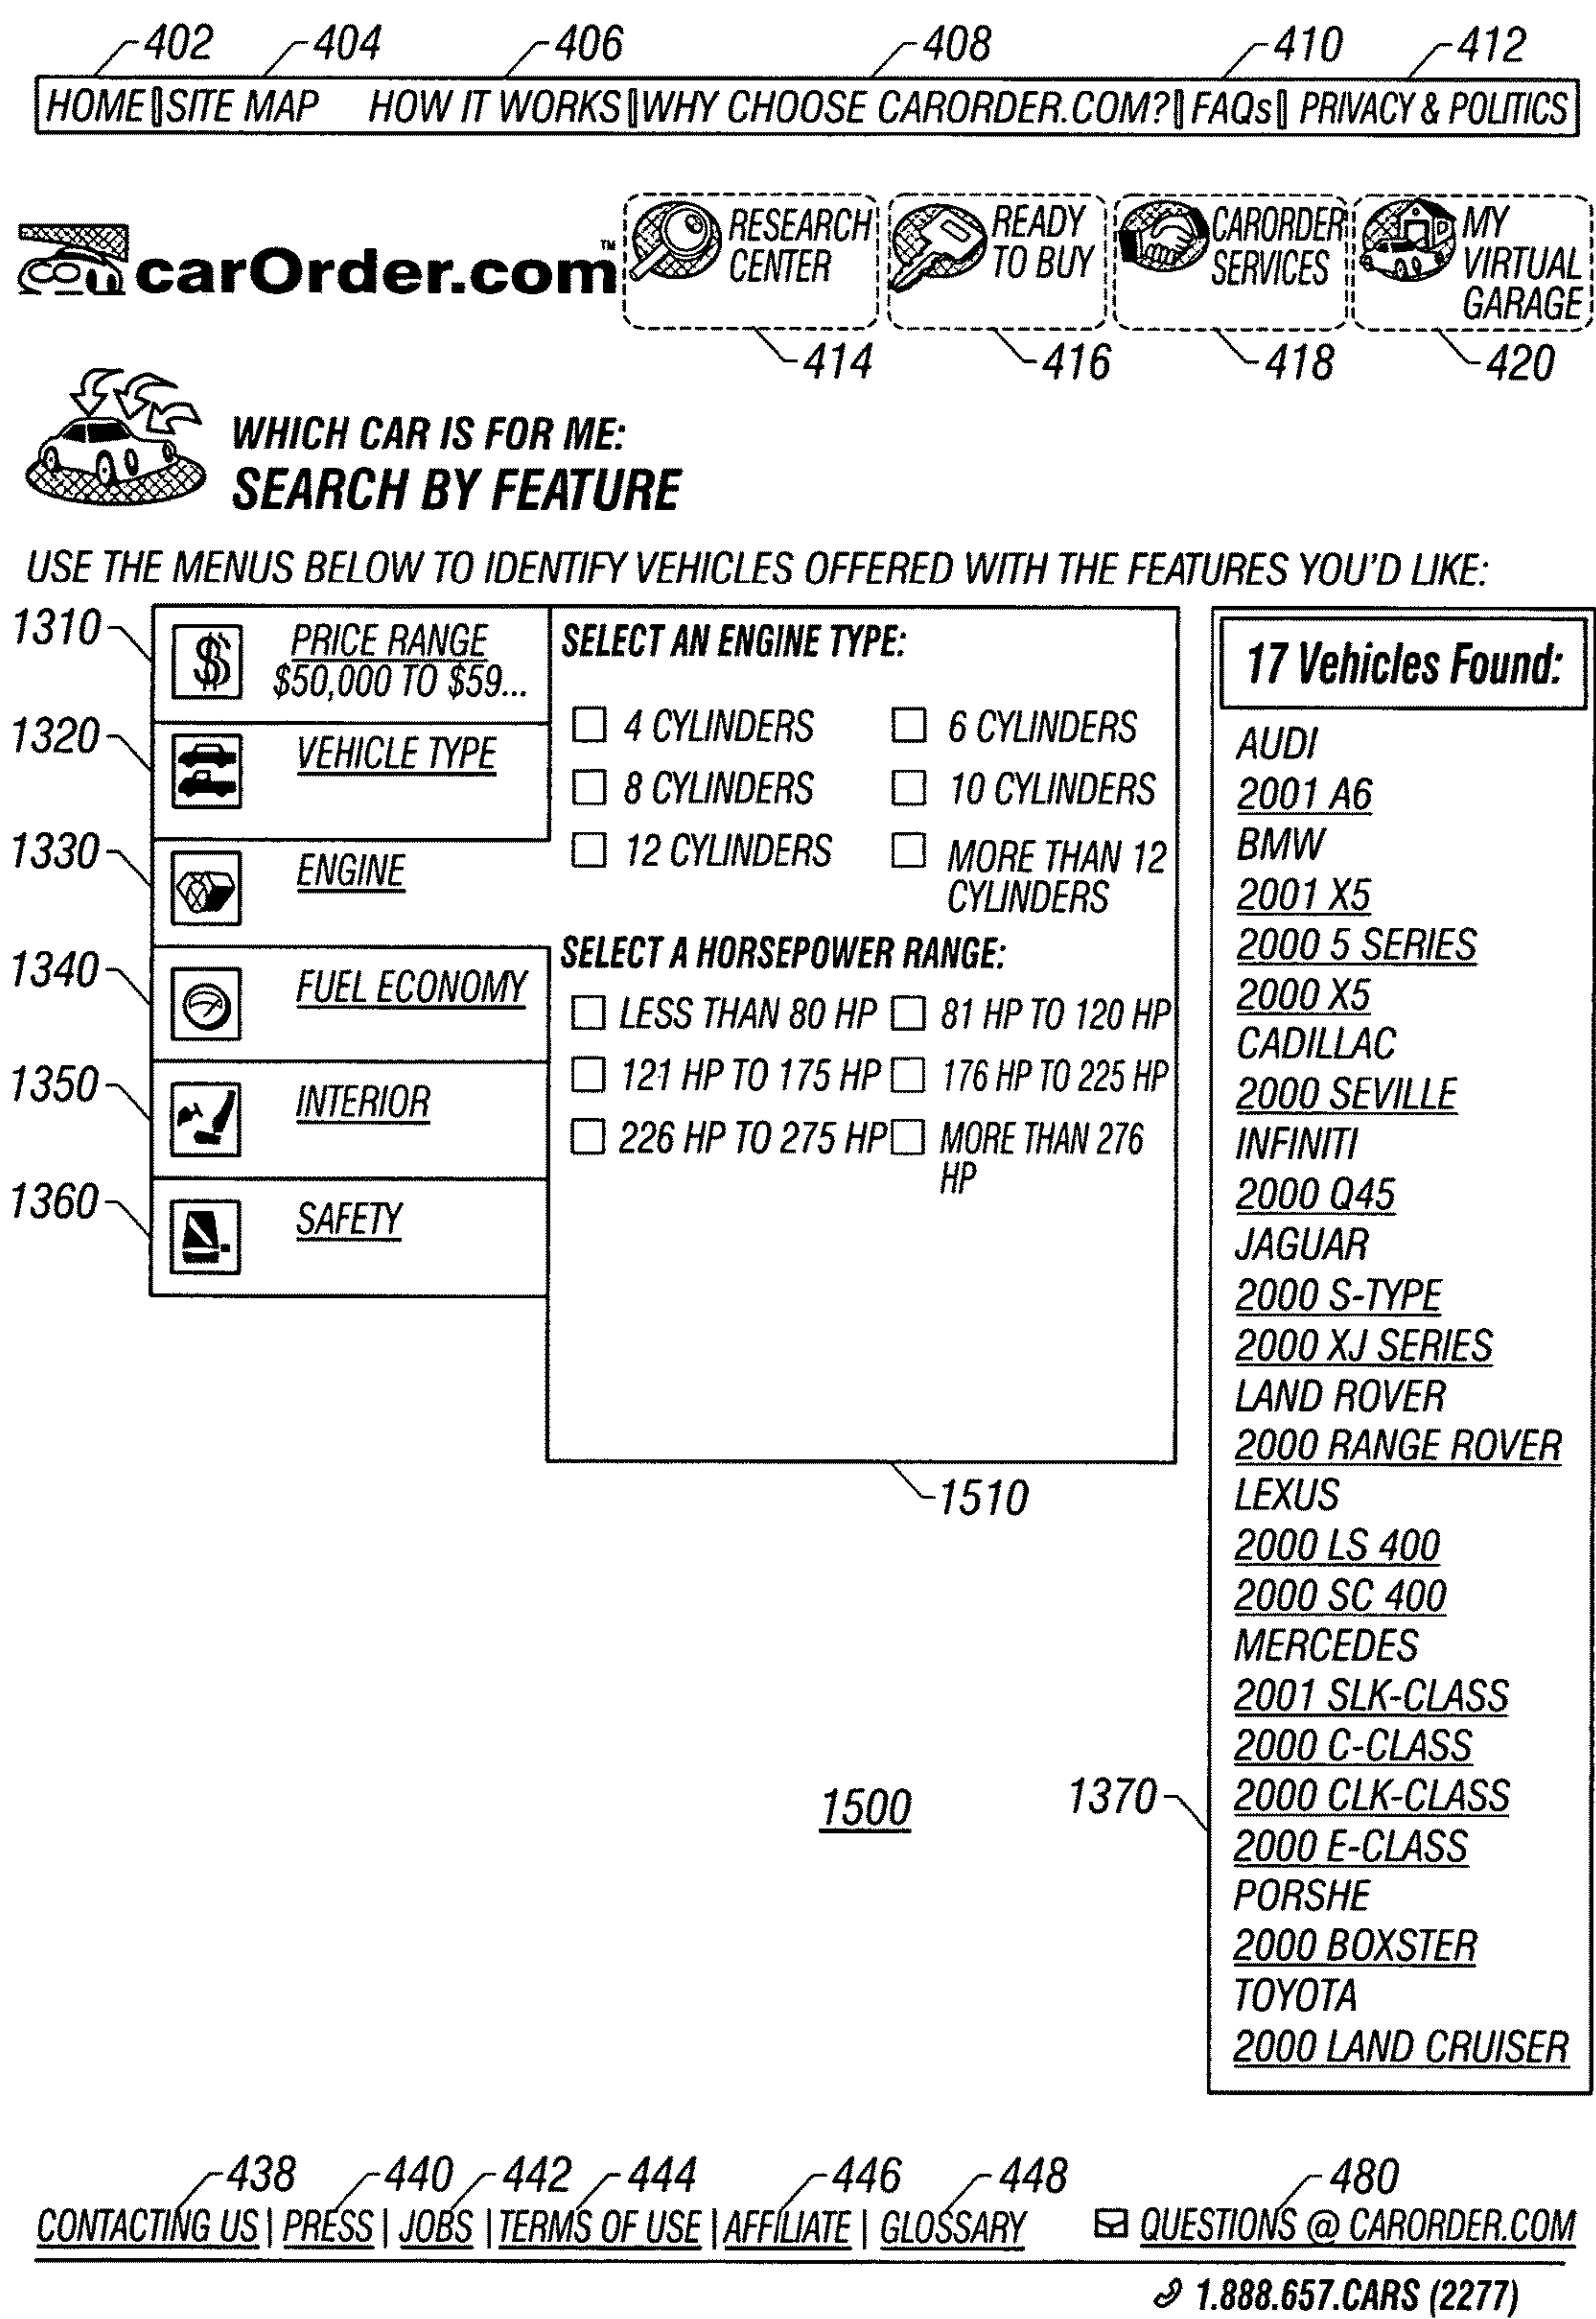 402 404 406 408 410 412
HOME SITE MAP HOW IT WORKS WHY CHOOSE CARORDER.COM? FAQs PRIVACY & POLITICS
carOrder.com™
RESEARCH CENTER
READY TO BUY
CARORDER SERVICES
MY VIRTUAL GARAGE
414 416 418 420
WHICH CAR IS FOR ME:
SEARCH BY FEATURE
USE THE MENUS BELOW TO IDENTIFY VEHICLES OFFERED WITH THE FEATURES YOU'D LIKE:
1310
PRICE RANGE
$50,000 TO $59...
1320
VEHICLE TYPE
1330
ENGINE
1340
FUEL ECONOMY
1350
INTERIOR
1360
SAFETY
SELECT AN ENGINE TYPE:
4 CYLINDERS 6 CYLINDERS
8 CYLINDERS 10 CYLINDERS
12 CYLINDERS MORE THAN 12
CYLINDERS
SELECT A HORSEPOWER RANGE:
LESS THAN 80 HP 81 HP TO 120 HP
121 HP TO 175 HP 176 HP TO 225 HP
226 HP TO 275 HP MORE THAN 276
HP
1510
17 Vehicles Found:
AUDI
2001 A6
BMW
2001 X5
2000 5 SERIES
2000 X5
CADILLAC
2000 SEVILLE
INFINITI
2000 Q45
JAGUAR
2000 S-TYPE
2000 XJ SERIES
LAND ROVER
2000 RANGE ROVER
LEXUS
2000 LS 400
2000 SC 400
MERCEDES
2001 SLK-CLASS
2000 C-CLASS
2000 CLK-CLASS
2000 E-CLASS
PORSHE
2000 BOXSTER
TOYOTA
2000 LAND CRUISER
1500
1370
438 440 442 444 446 448 480
CONTACTING US | PRESS | JOBS | TERMS OF USE | AFFILIATE | GLOSSARY QUESTIONS @ CARORDER.COM
1.888.657.CARS (2277)